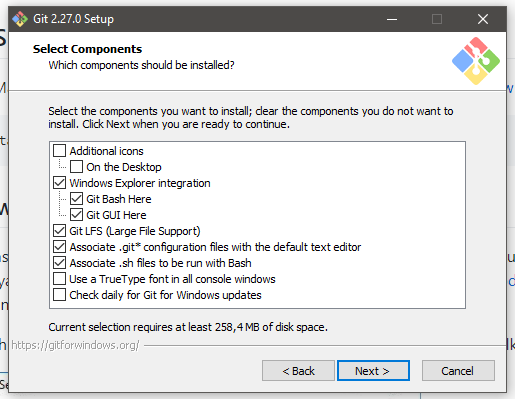 Git 2.27.0 Setup
Select Components
Which components should be installed?
Select the components you want to install; clear the components you do not want to
install. Click Next when you are ready to continue.
Additional icons
On the Desktop
Windows Explorer integration
Git Bash Here
Git GUI Here
Git LFS (Large File Support)
Associate .git* configuration files with the default text editor
Associate .sh files to be run with Bash
Use a TrueType font in all console windows
Check daily for Git for Windows updates
Current selection requires at least 258,4 MB of disk space.
https://gitforwindows.org/
< Back
Next >
Cancel